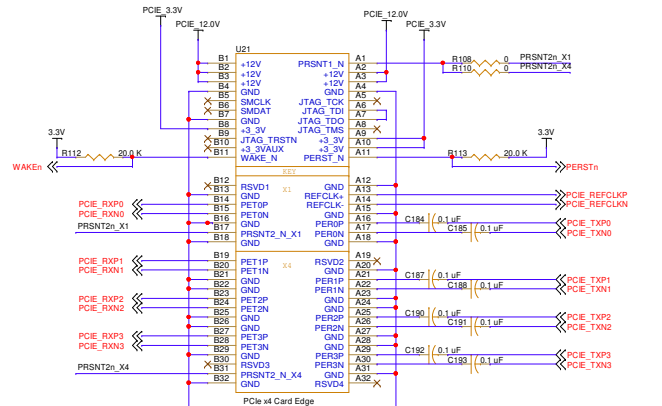 PCIE_3.3V
PCIE_12.0V
PCIE_12.0V
PCIE_3.3V
U21
B1 +12V PRSNT1_N A1 R108 0 PRSNT2n_X1
B2 +12V +12V A2 R110 0 PRSNT2n_X4
B3 +12V +12V A3
B4 GND GND A4
B5 SMCLK JTAG_TCK A5
B6 SMDAT JTAG_TDI A6
B7 GND JTAG_TDO A7
B8 +3_3V JTAG_TMS A8
B9 JTAG_TRSTN +3_3V A9
B10 +3_3VAUX +3_3V A10
B11 WAKE_N PERST_N A11
3.3V R112 20.0 K WAKEn
R113 20.0 K 3.3V PERSTn
KEY
B12 RSVD1 X1 GND A12
B13 GND REFCLK+ A13 PCIE_REFCLKP
PCIE_RXP0 B14 PET0P REFCLK- A14 PCIE_REFCLKN
PCIE_RXN0 B15 PET0N GND A15
B16 GND PER0P A16 C184 0.1 uF PCIE_TXP0
PRSNT2n_X1 B17 PRSNT2_N_X1 PER0N A17 C185 0.1 uF PCIE_TXN0
B18 GND GND A18
PCIE_RXP1 B19 PET1P X4 RSVD2 A19
PCIE_RXN1 B20 PET1N GND A20
B21 GND PER1P A21 C187 0.1 uF PCIE_TXP1
B22 GND PER1N A22 C188 0.1 uF PCIE_TXN1
PCIE_RXP2 B23 PET2P GND A23
PCIE_RXN2 B24 PET2N GND A24
B25 GND PER2P A25 C190 0.1 uF PCIE_TXP2
B26 GND PER2N A26 C191 0.1 uF PCIE_TXN2
PCIE_RXP3 B27 PET3P GND A27
PCIE_RXN3 B28 PET3N GND A28
B29 GND PER3P A29 C192 0.1 uF PCIE_TXP3
B30 RSVD3 PER3N A30 C193 0.1 uF PCIE_TXN3
PRSNT2n_X4 B31 PRSNT2_N_X4 GND A31
B32 GND RSVD4 A32
PCIe x4 Card Edge